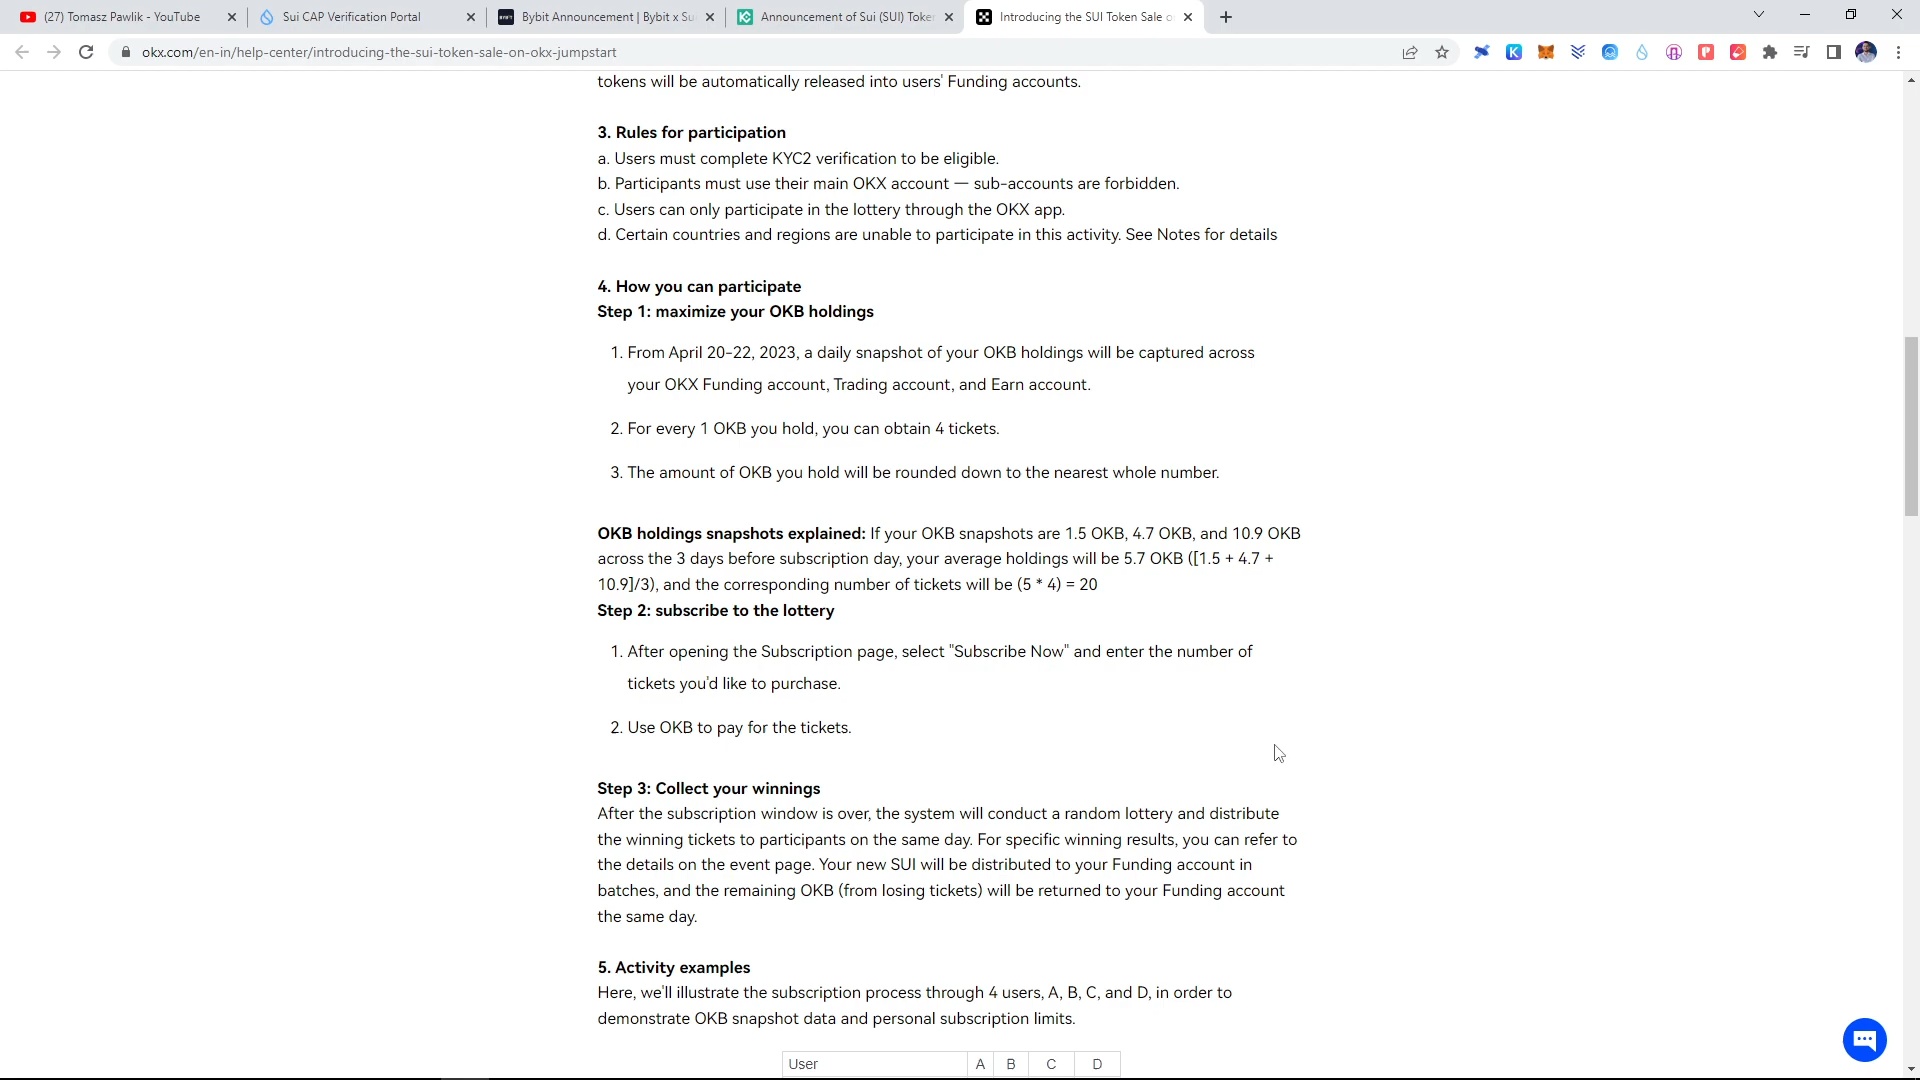 (27) Tomasz Pawlik - YouTube
Sui CAP Verification Portal
BYBIT
Bybit Announcement | Bybit x Su
Announcement of Sui (SUI) Toke
Introducing the SUI Token Sale o
okx.com/en-in/help-center/introducing-the-sui-token-sale-on-okx-jumpstart
tokens will be automatically released into users' Funding accounts.
3. Rules for participation
a. Users must complete KYC2 verification to be eligible.
b. Participants must use their main OKX account — sub-accounts are forbidden.
c. Users can only participate in the lottery through the OKX app.
d. Certain countries and regions are unable to participate in this activity. See Notes for details
4. How you can participate
Step 1: maximize your OKB holdings
1. From April 20-22, 2023, a daily snapshot of your OKB holdings will be captured across
your OKX Funding account, Trading account, and Earn account.
2. For every 1 OKB you hold, you can obtain 4 tickets.
3. The amount of OKB you hold will be rounded down to the nearest whole number.
OKB holdings snapshots explained: If your OKB snapshots are 1.5 OKB, 4.7 OKB, and 10.9 OKB
across the 3 days before subscription day, your average holdings will be 5.7 OKB ([1.5 + 4.7 +
10.9]/3), and the corresponding number of tickets will be (5 * 4) = 20
Step 2: subscribe to the lottery
1. After opening the Subscription page, select "Subscribe Now" and enter the number of
tickets you'd like to purchase.
2. Use OKB to pay for the tickets.
Step 3: Collect your winnings
After the subscription window is over, the system will conduct a random lottery and distribute
the winning tickets to participants on the same day. For specific winning results, you can refer to
the details on the event page. Your new SUI will be distributed to your Funding account in
batches, and the remaining OKB (from losing tickets) will be returned to your Funding account
the same day.
5. Activity examples
Here, we'll illustrate the subscription process through 4 users, A, B, C, and D, in order to
demonstrate OKB snapshot data and personal subscription limits.
User A B C D